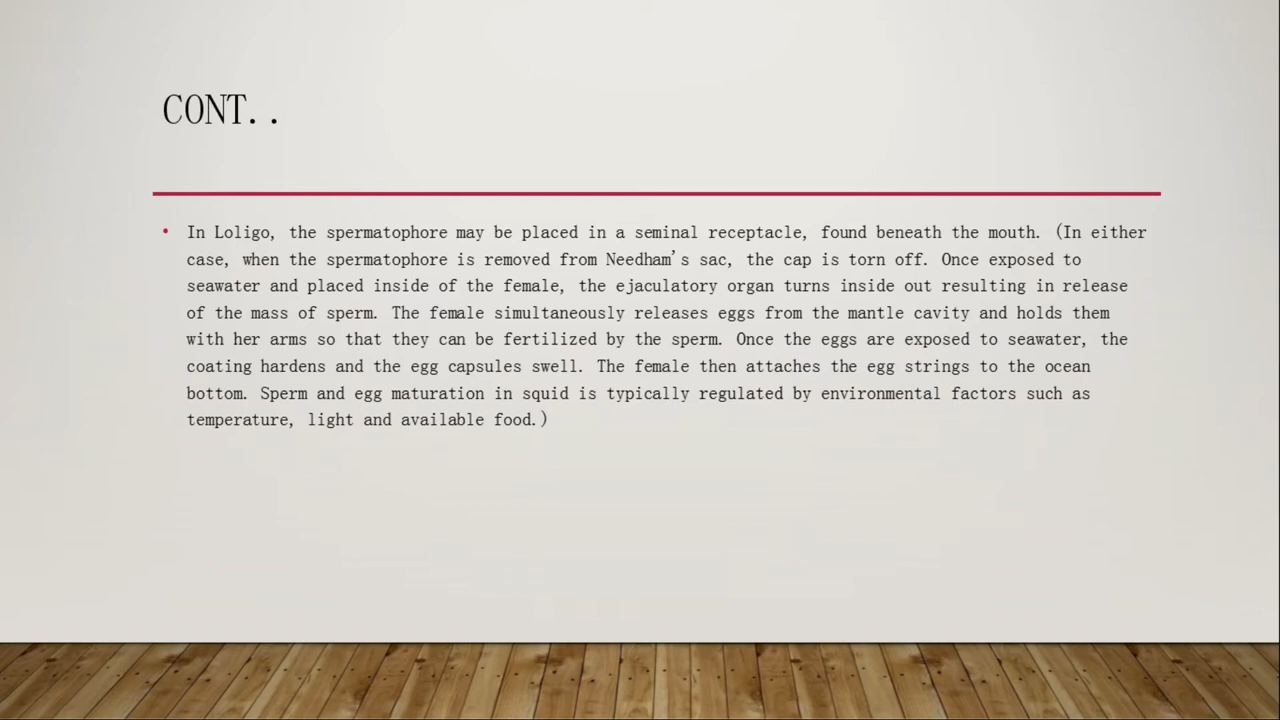 CONT..
• In Loligo, the spermatophore may be placed in a seminal receptacle, found beneath the mouth. (In either
case, when the spermatophore is removed from Needham's sac, the cap is torn off. Once exposed to
seawater and placed inside of the female, the ejaculatory organ turns inside out resulting in release
of the mass of sperm. The female simultaneously releases eggs from the mantle cavity and holds them
with her arms so that they can be fertilized by the sperm. Once the eggs are exposed to seawater, the
coating hardens and the egg capsules swell. The female then attaches the egg strings to the ocean
bottom. Sperm and egg maturation in squid is typically regulated by environmental factors such as
temperature, light and available food.)